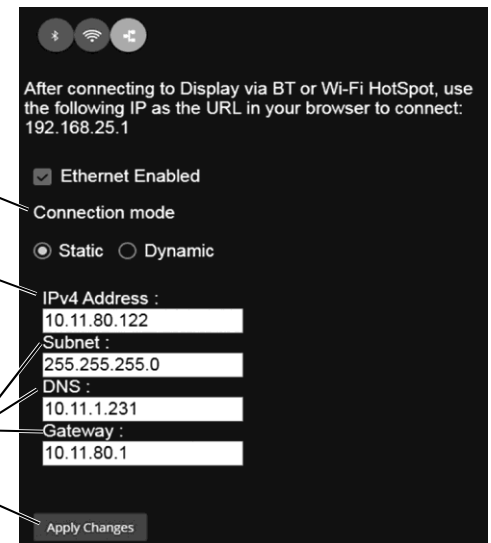 After connecting to Display via BT or Wi-Fi HotSpot, use
the following IP as the URL in your browser to connect:
192.168.25.1
Ethernet Enabled
Connection mode
Static Dynamic
IPv4 Address :
10.11.80.122
Subnet :
255.255.255.0
DNS :
10.11.1.231
Gateway :
10.11.80.1
Apply Changes